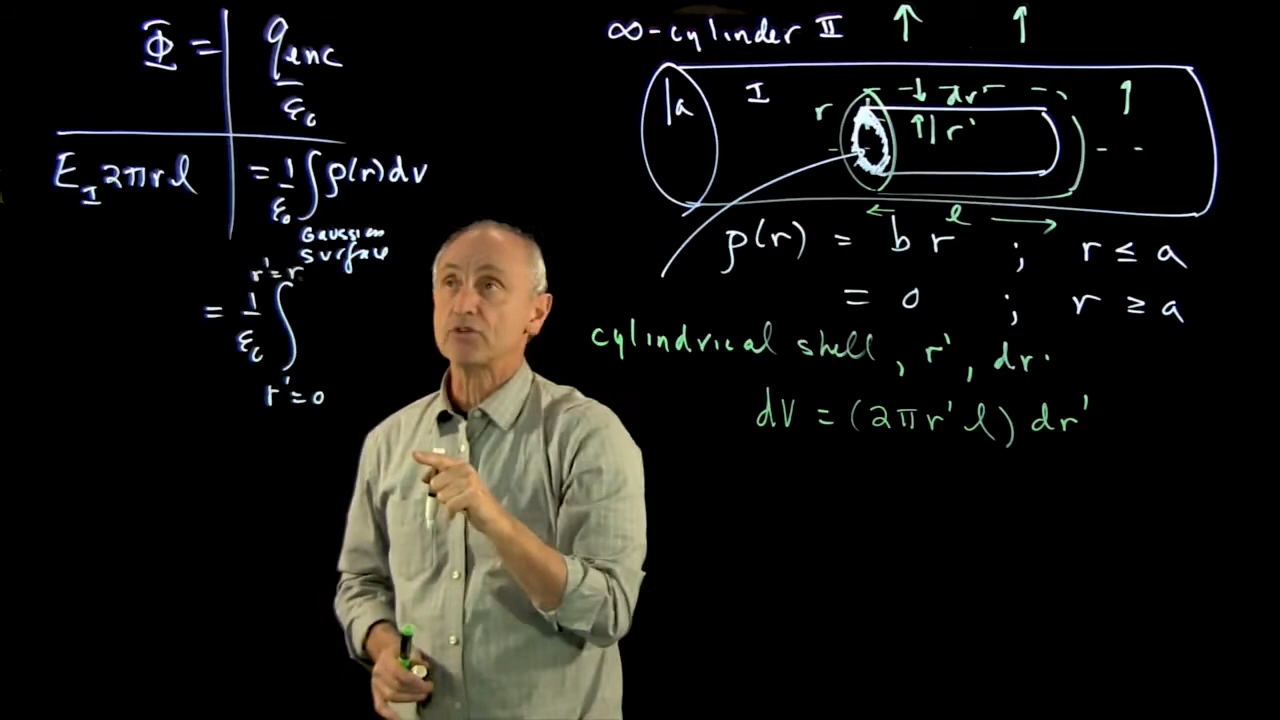 Φ = q_enc / ε₀
E_I 2πrl = 1/ε₀ ∫ ρ(r)dv
Gaussian
surface
r'=r
= 1/ε₀ ∫
r'=0
∞-cylinder II
a
I
dr
r
r'
l
ρ(r) = b r ; r ≤ a
= 0 ; r ≥ a
cylindrical shell, r', dr'
dV = (2πr'l) dr'